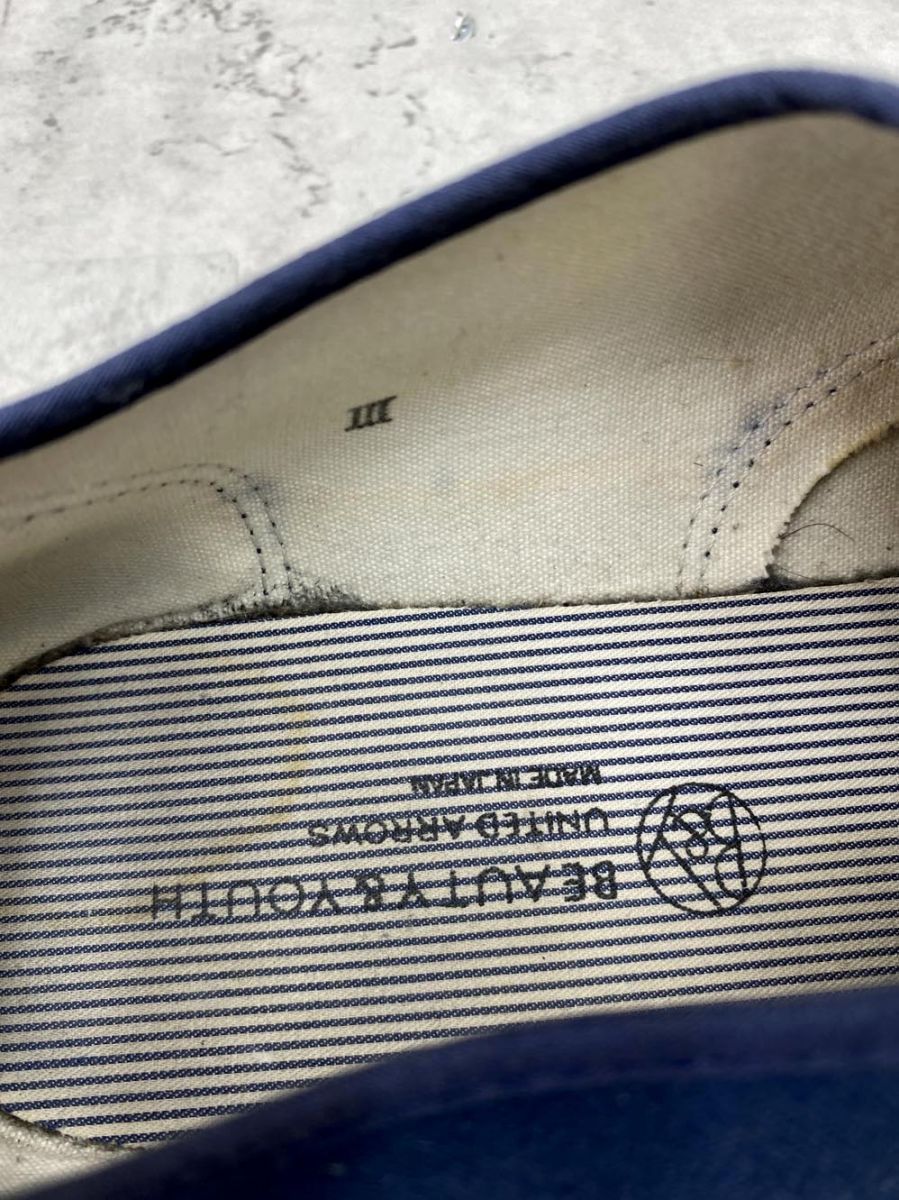 III
BEAUTY & YOUTH
UNITED ARROWS
MADE IN JAPAN
B&Y